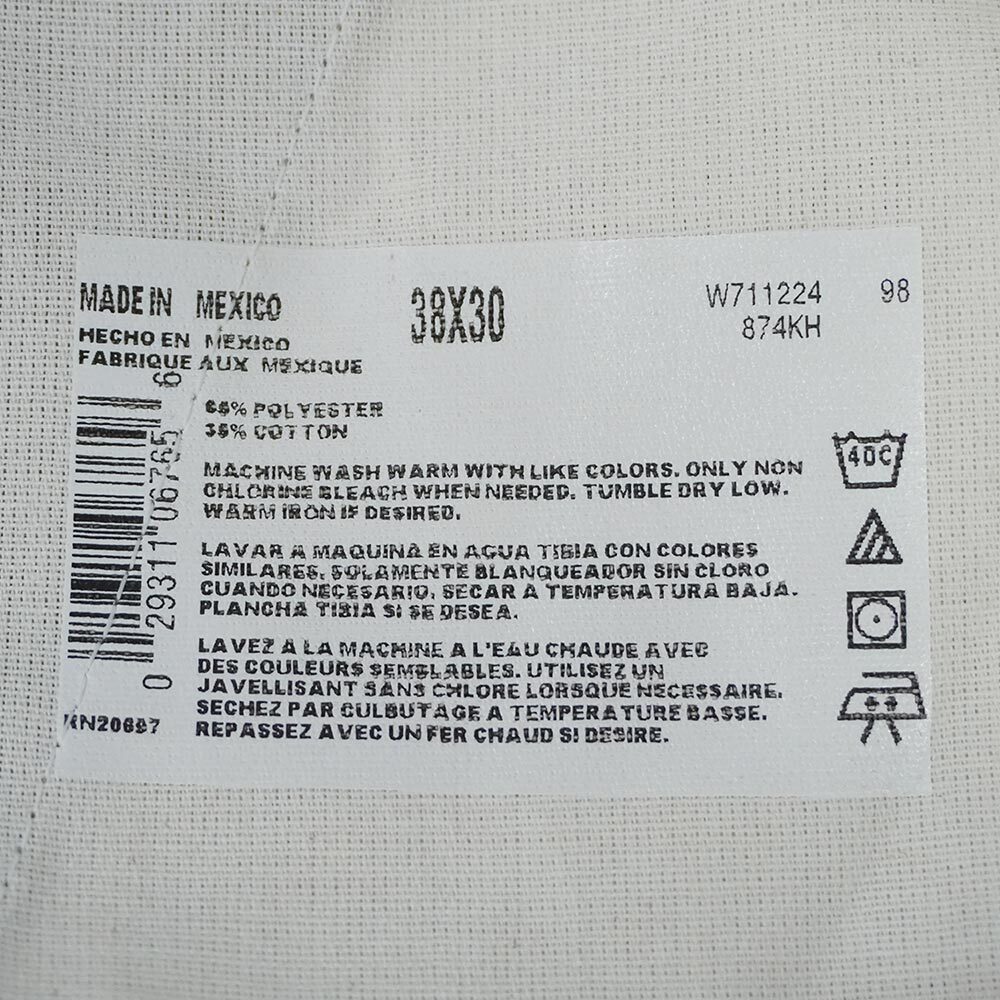 MADE IN MEXICO
HECHO EN MEXICO
FABRIQUE AUX MEXIQUE
38X30
W711224 98
874KH
65% POLYESTER
35% COTTON
MACHINE WASH WARM WITH LIKE COLORS. ONLY NON
CHLORINE BLEACH WHEN NEEDED. TUMBLE DRY LOW.
WARM IRON IF DESIRED.
LAVAR A MAQUINA EN AGUA TIBIA CON COLORES
SIMILARES. SOLAMENTE BLANQUEADOR SIN CLORO
CUANDO NECESARIO. SECAR A TEMPERATURA BAJA.
PLANCHA TIBIA SI SE DESEA.
LAVEZ A LA MACHINE A L'EAU CHAUDE AVEC
DES COULEURS SEMBLABLES. UTILISEZ UN
JAVELLISANT SANS CHLORE LORSQUE NECESSAIRE.
SECHEZ PAR CULBUTAGE A TEMPERATURE BASSE.
REPASSEZ AVEC UN FER CHAUD SI DESIRE.
0 29311 06765 6
RN20697
40C